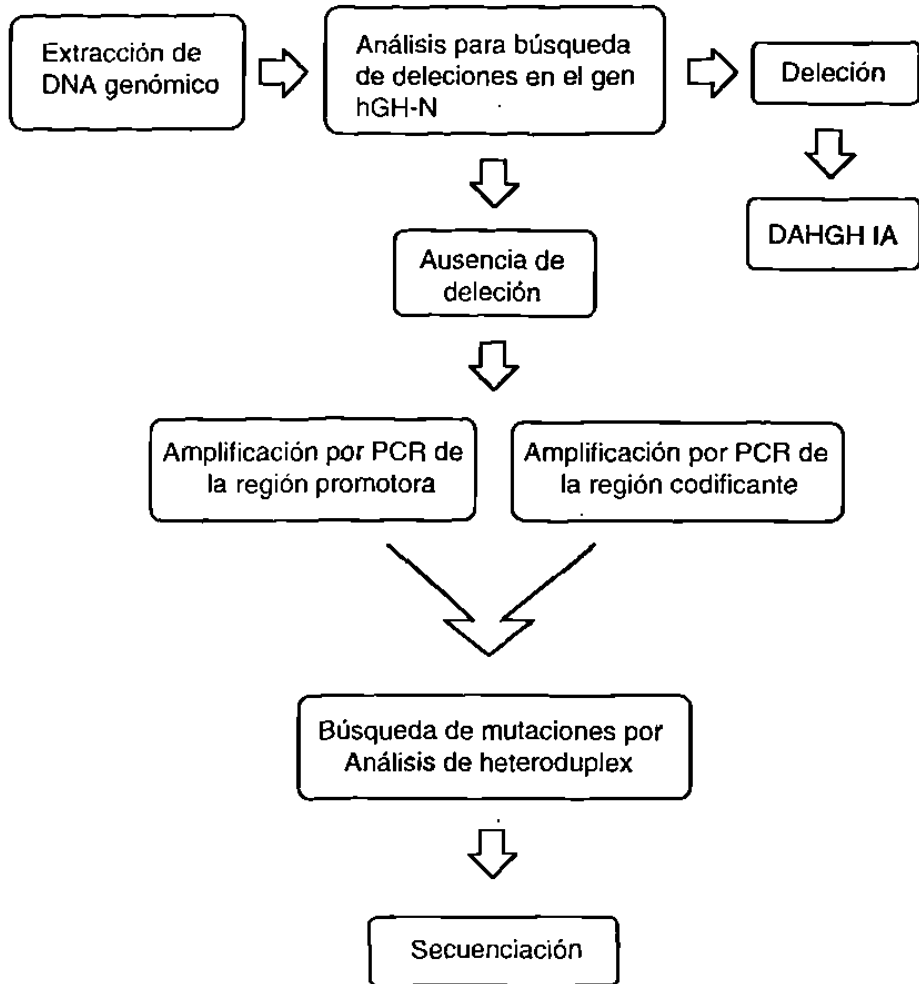 Extracción de
DNA genómico
Análisis para búsqueda
de deleciones en el gen
hGH-N
Deleción
DAHGH IA
Ausencia de
deleción
Amplificación por PCR de
la región promotora
Amplificación por PCR de
la región codificante
Búsqueda de mutaciones por
Análisis de heteroduplex
Secuenciación